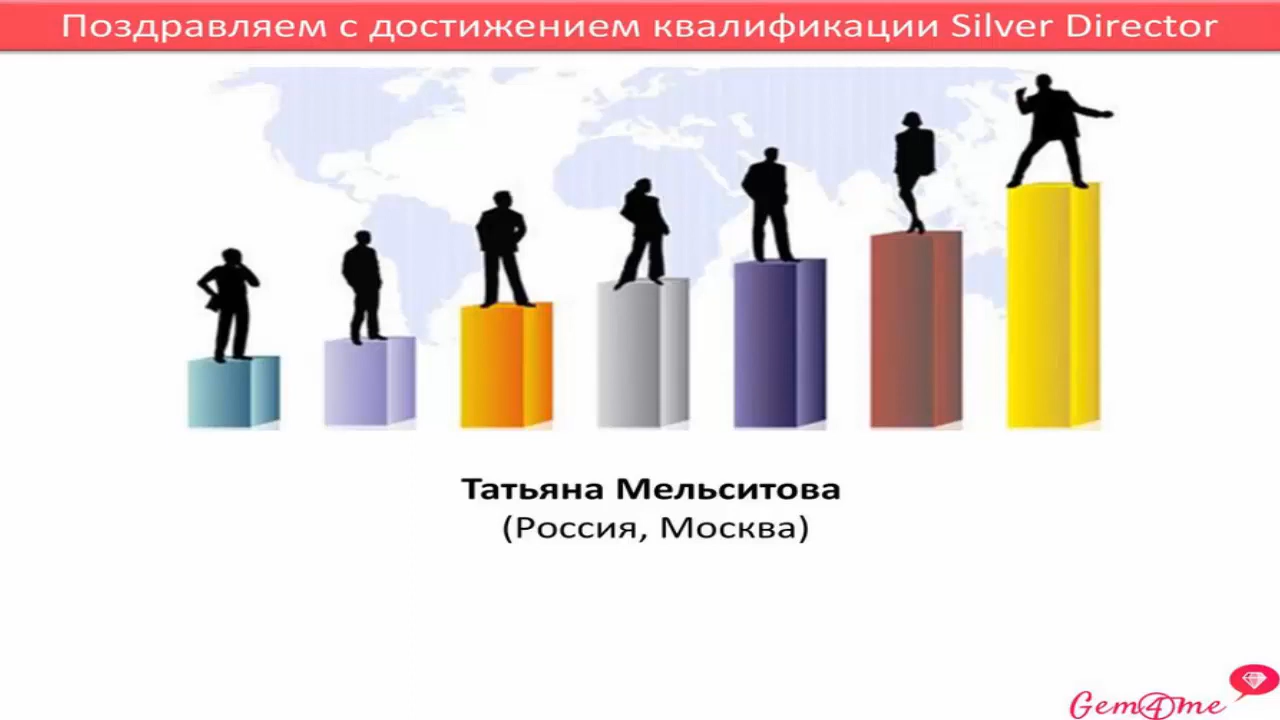 Поздравляем с достижением квалификации Silver Director
Татьяна Мельситова
(Россия, Москва)
Gem4me